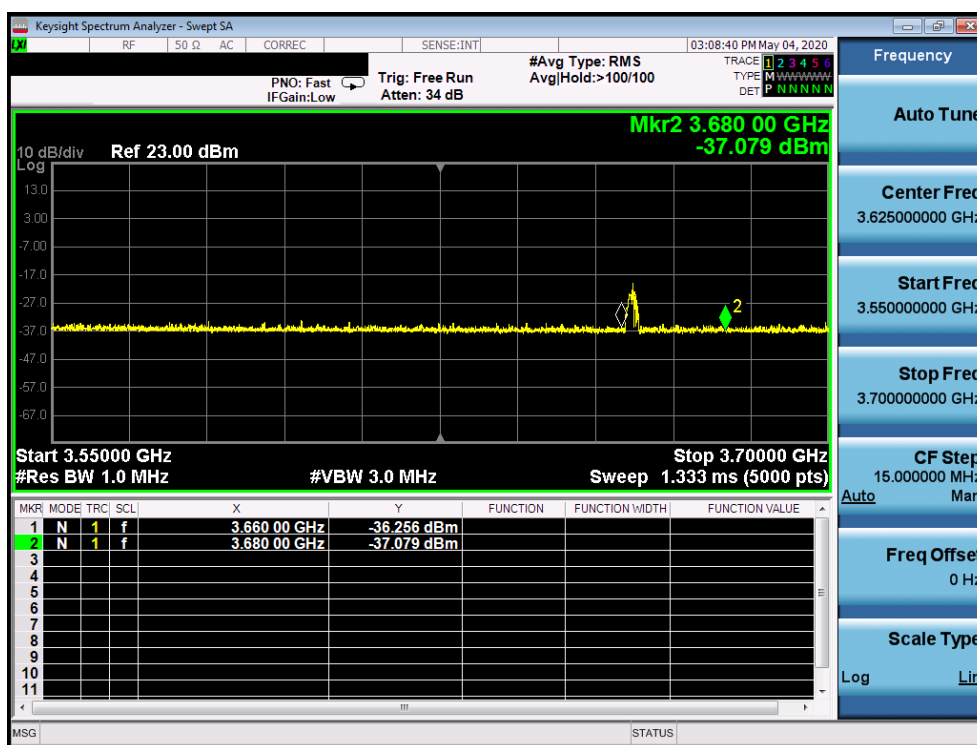 Keysight Spectrum Analyzer - Swept SA
LXI RF 50 Ω AC CORREC SENSE:INT 03:08:40 PM May 04, 2020
Frequency
#Avg Type: RMS TRACE 1 2 3 4 5 6
PNO: Fast Trig: Free Run Avg|Hold:>100/100 TYPE M WWWWW
IFGain:Low Atten: 34 dB DET P N N N N N
Auto Tune
Mkr2 3.680 00 GHz
10 dB/div Ref 23.00 dBm -37.079 dBm
Log
13.0
3.00
-7.00
-17.0
-27.0
-37.0
-47.0
-57.0
-67.0
2
Start 3.55000 GHz Stop 3.70000 GHz
#Res BW 1.0 MHz #VBW 3.0 MHz Sweep 1.333 ms (5000 pts)
Center Freq
3.625000000 GHz
Start Freq
3.550000000 GHz
Stop Freq
3.700000000 GHz
CF Step
15.000000 MHz
Auto Man
Freq Offset
0 Hz
Scale Type
Log Lin
MKR MODE TRC SCL X Y FUNCTION FUNCTION WIDTH FUNCTION VALUE
1 N 1 f 3.660 00 GHz -36.256 dBm
2 N 1 f 3.680 00 GHz -37.079 dBm
3
4
5
6
7
8
9
10
11
MSG STATUS